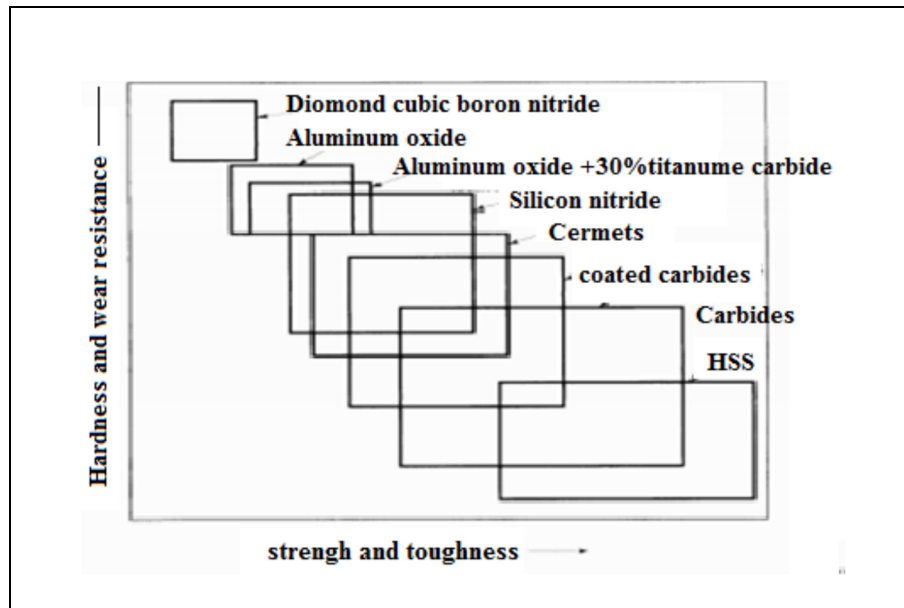 Diomond cubic boron nitride
Aluminum oxide
Aluminum oxide +30%titanume carbide
Silicon nitride
Cermets
coated carbides
Carbides
HSS
Hardness and wear resistance
strengh and toughness